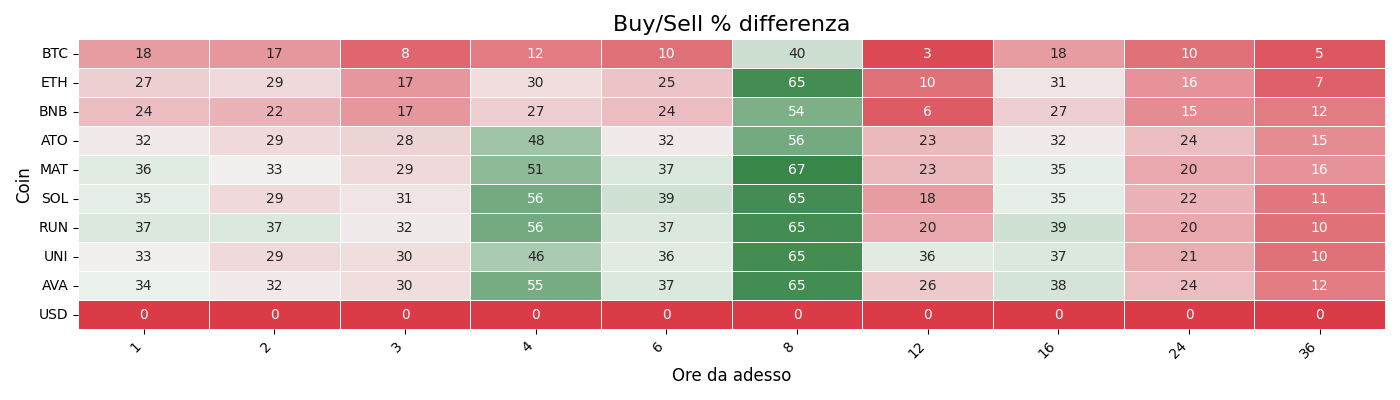 Buy/Sell % differenza
Coin
BTC 18 17 8 12 10 40 3 18 10 5
ETH 27 29 17 30 25 65 10 31 16 7
BNB 24 22 17 27 24 54 6 27 15 12
ATO 32 29 28 48 32 56 23 32 24 15
MAT 36 33 29 51 37 67 23 35 20 16
SOL 35 29 31 56 39 65 18 35 22 11
RUN 37 37 32 56 37 65 20 39 20 10
UNI 33 29 30 46 36 65 36 37 21 10
AVA 34 32 30 55 37 65 26 38 24 12
USD 0 0 0 0 0 0 0 0 0 0
1 2 3 4 6 8 12 16 24 36
Ore da adesso